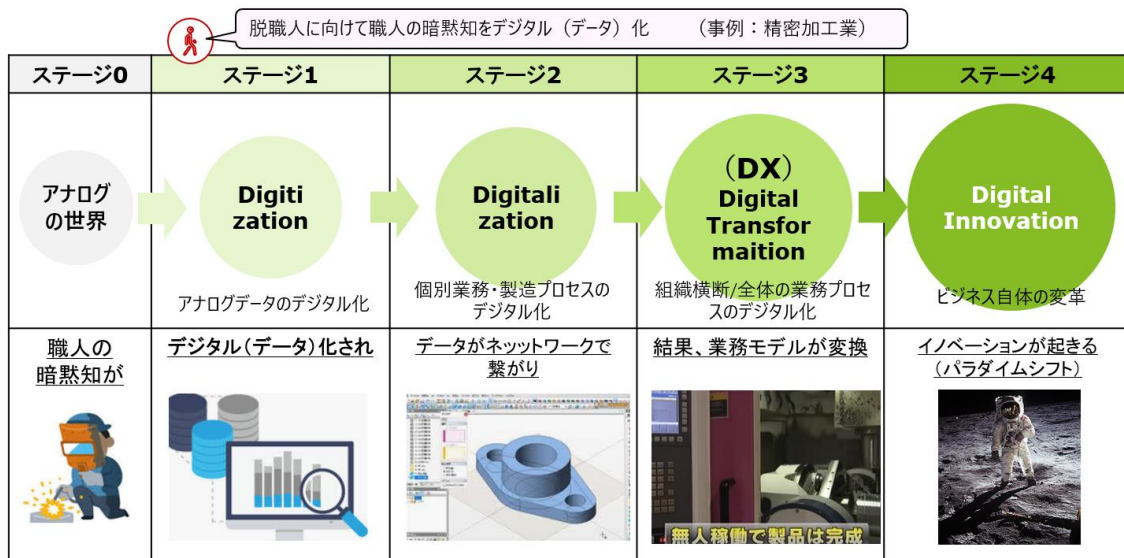 脱職人に向けて職人の暗黙知をデジタル（データ）化　　（事例：精密加工業）
ステージ0
ステージ1
ステージ2
ステージ3
ステージ4
アナログ
の世界
Digiti
zation
アナログデータのデジタル化
Digitali
zation
個別業務・製造プロセスの
デジタル化
（DX）
Digital
Transfor
maition
組織横断/全体の業務プロセ
スのデジタル化
Digital
Innovation
ビジネス自体の変革
職人の
暗黙知が
デジタル（データ）化され
データがネッットワークで
繋がり
結果、業務モデルが変換
イノベーションが起きる
（パラダイムシフト）
無人稼働で製品は完成